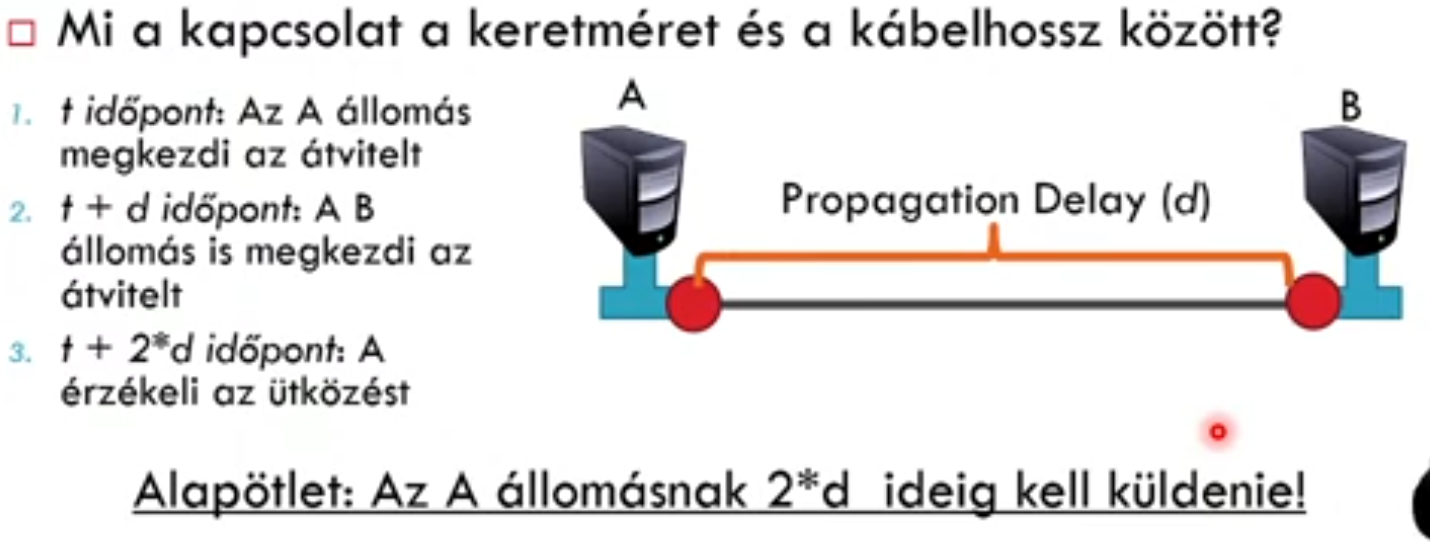 Mi a kapcsolat a keretméret és a kábelhossz között?
1. t időpont: Az A állomás
megkezdi az átvitelt
2. t + d időpont: A B
állomás is megkezdi az
átvitelt
3. t + 2*d időpont: A
érzékeli az ütközést
A
B
Propagation Delay (d)
Alapötlet: Az A állomásnak 2*d ideig kell küldenie!